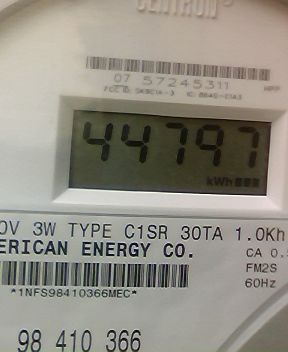 CENTRON®
07 57245311
44797
kWh
0V 3W TYPE C1SR 30TA 1.0Kh
ERICAN ENERGY CO.
CA 0.
FM2S
*1NFS98410366MEC*
60Hz
98 410 366